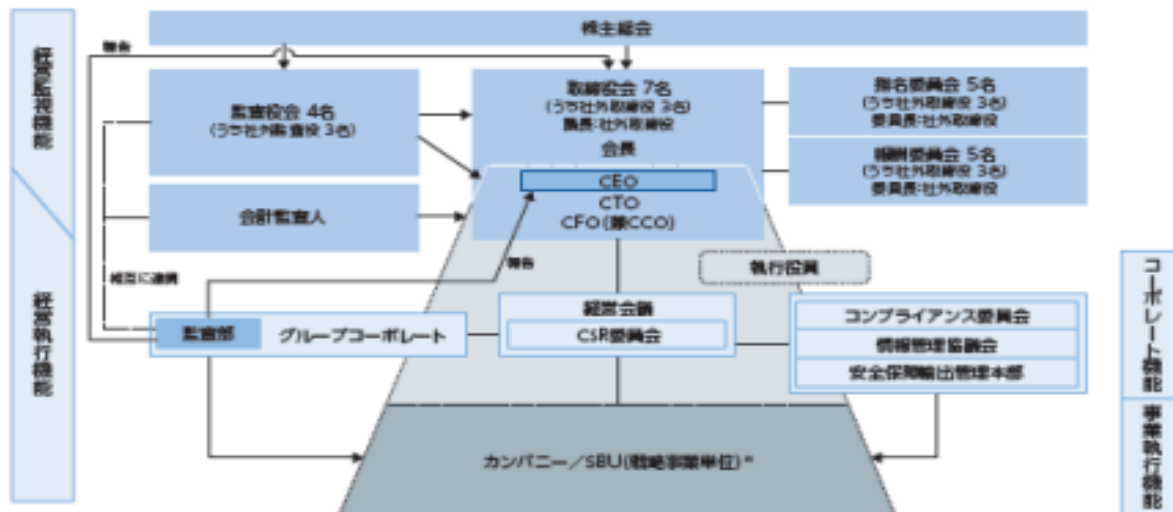 株主総会
報告
経営監視機能
監査役会 4名
(うち社外監査役 3名)
取締役会 7名
(うち社外取締役 3名)
議長:社外取締役
会長
CEO
CTO
CFO(兼CCO)
指名委員会 5名
(うち社外取締役 3名)
委員長:社外取締役
報酬委員会 5名
(うち社外取締役 3名)
委員長:社外取締役
会計監査人
相互に連携
報告
執行役員
経営執行機能
監査部
グループコーポレート
経営会議
CSR委員会
コンプライアンス委員会
情報管理協議会
安全保障輸出管理本部
コーポレート機能
カンパニー/SBU(戦略事業単位)*
事業執行機能